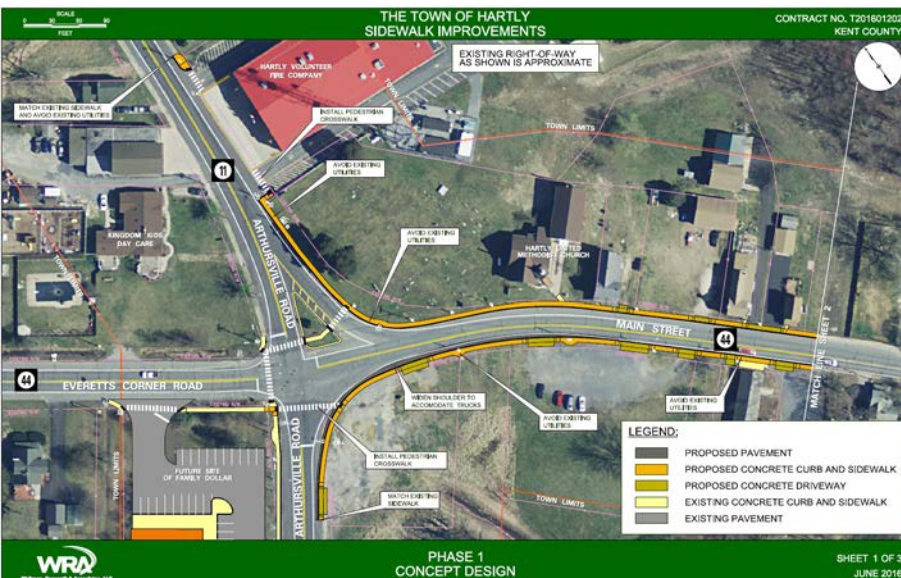 SCALE
0 30 60 90
FEET
THE TOWN OF HARTLY
SIDEWALK IMPROVEMENTS
CONTRACT NO. T201601202
KENT COUNTY
HARTLY VOLUNTEER
FIRE COMPANY
EXISTING RIGHT-OF-WAY
AS SHOWN IS APPROXIMATE
MATCH EXISTING SIDEWALK
AND AVOID EXISTING UTILITIES
INSTALL PEDESTRIAN
CROSSWALK
TOWN LIMITS
11
AVOID EXISTING
UTILITIES
KINGDOM KIDS
DAY CARE
ARTHURSVILLE ROAD
AVOID EXISTING
UTILITIES
HARTLY UNITED
METHODIST CHURCH
TOWN LIMITS
MAIN STREET
44
MATCH LINE SHEET 2
44
EVERETTS CORNER ROAD
WIDEN SHOULDER TO
ACCOMODATE TRUCKS
AVOID EXISTING
UTILITIES
AVOID EXISTING
UTILITIES
TOWN LIMITS
FUTURE SITE
OF FAMILY DOLLAR
ARTHURSVILLE ROAD
INSTALL PEDESTRIAN
CROSSWALK
MATCH EXISTING
SIDEWALK
TOWN LIMITS
LEGEND:
PROPOSED PAVEMENT
PROPOSED CONCRETE CURB AND SIDEWALK
PROPOSED CONCRETE DRIVEWAY
EXISTING CONCRETE CURB AND SIDEWALK
EXISTING PAVEMENT
WRA
PHASE 1
CONCEPT DESIGN
SHEET 1 OF 3
JUNE 2016